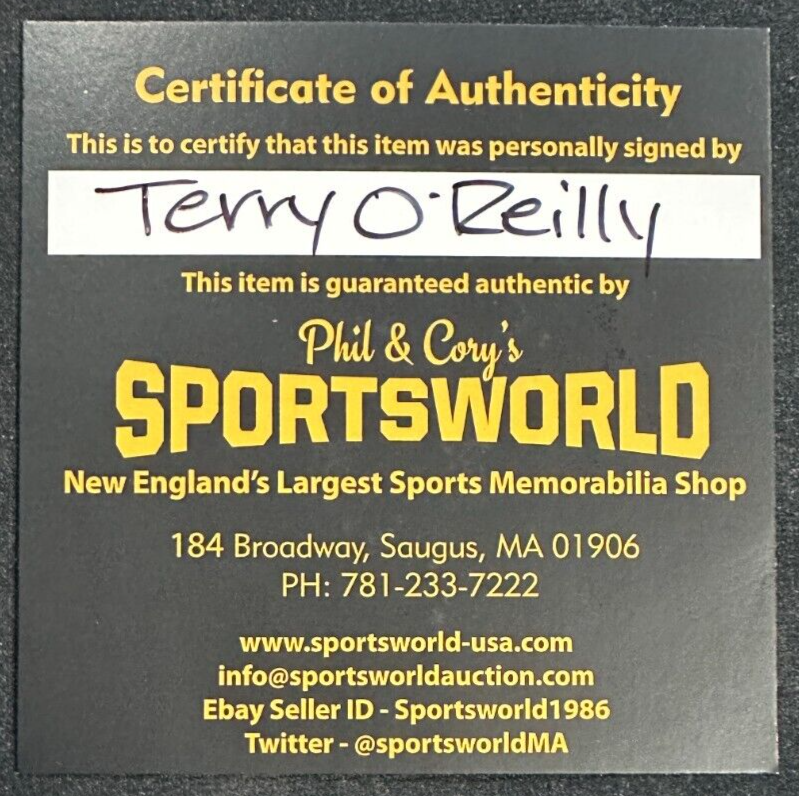 Certificate of Authenticity
This is to certify that this item was personally signed by
Terry O'Reilly
This item is guaranteed authentic by
Phil & Cory's
SPORTSWORLD
New England's Largest Sports Memorabilia Shop
184 Broadway, Saugus, MA 01906
PH: 781-233-7222
www.sportsworld-usa.com
info@sportsworldauction.com
Ebay Seller ID - Sportsworld1986
Twitter - @sportsworldMA